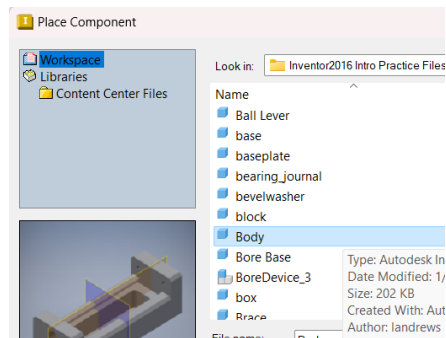 Place Component
Workspace
Libraries
Content Center Files
Look in: Inventor2016 Intro Practice Files
Name
Ball Lever
base
baseplate
bearing_journal
bevelwasher
block
Body
Bore Base
BoreDevice_3
box
Brace
Type: Autodesk In
Date Modified: 1/
Size: 202 KB
Created With: Aut
Author: landrews
File name: